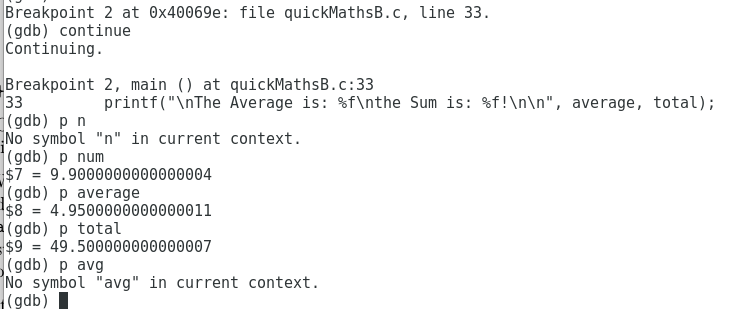 Breakpoint 2 at 0x40069e: file quickMathsB.c, line 33.
(gdb) continue
Continuing.
Breakpoint 2, main () at quickMathsB.c:33
33         printf("\nThe Average is: %f\nthe Sum is: %f!\n\n", average, total);
(gdb) p n
No symbol "n" in current context.
(gdb) p num
$7 = 9.9000000000000004
(gdb) p average
$8 = 4.9500000000000011
(gdb) p total
$9 = 49.500000000000007
(gdb) p avg
No symbol "avg" in current context.
(gdb)